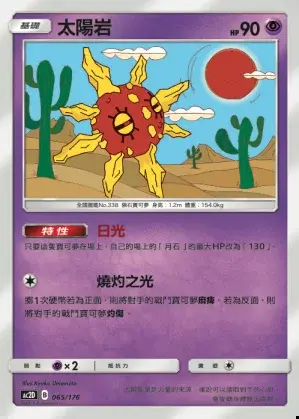 基礎 太陽岩 HP90
全國圖鑑No.338 隕石寶可夢 身高:1.2m 體重:154.0kg
特性 日光
只要這隻寶可夢在場上,自己的場上的「月石」的最大HP改為「130」。
燒灼之光
擲1次硬幣若為正面,則將對手的戰鬥寶可夢麻痺。若為反面,則
將對手的戰鬥寶可夢灼傷。
弱點 ×2 抵抗力 撤退
AC2D B 065/176